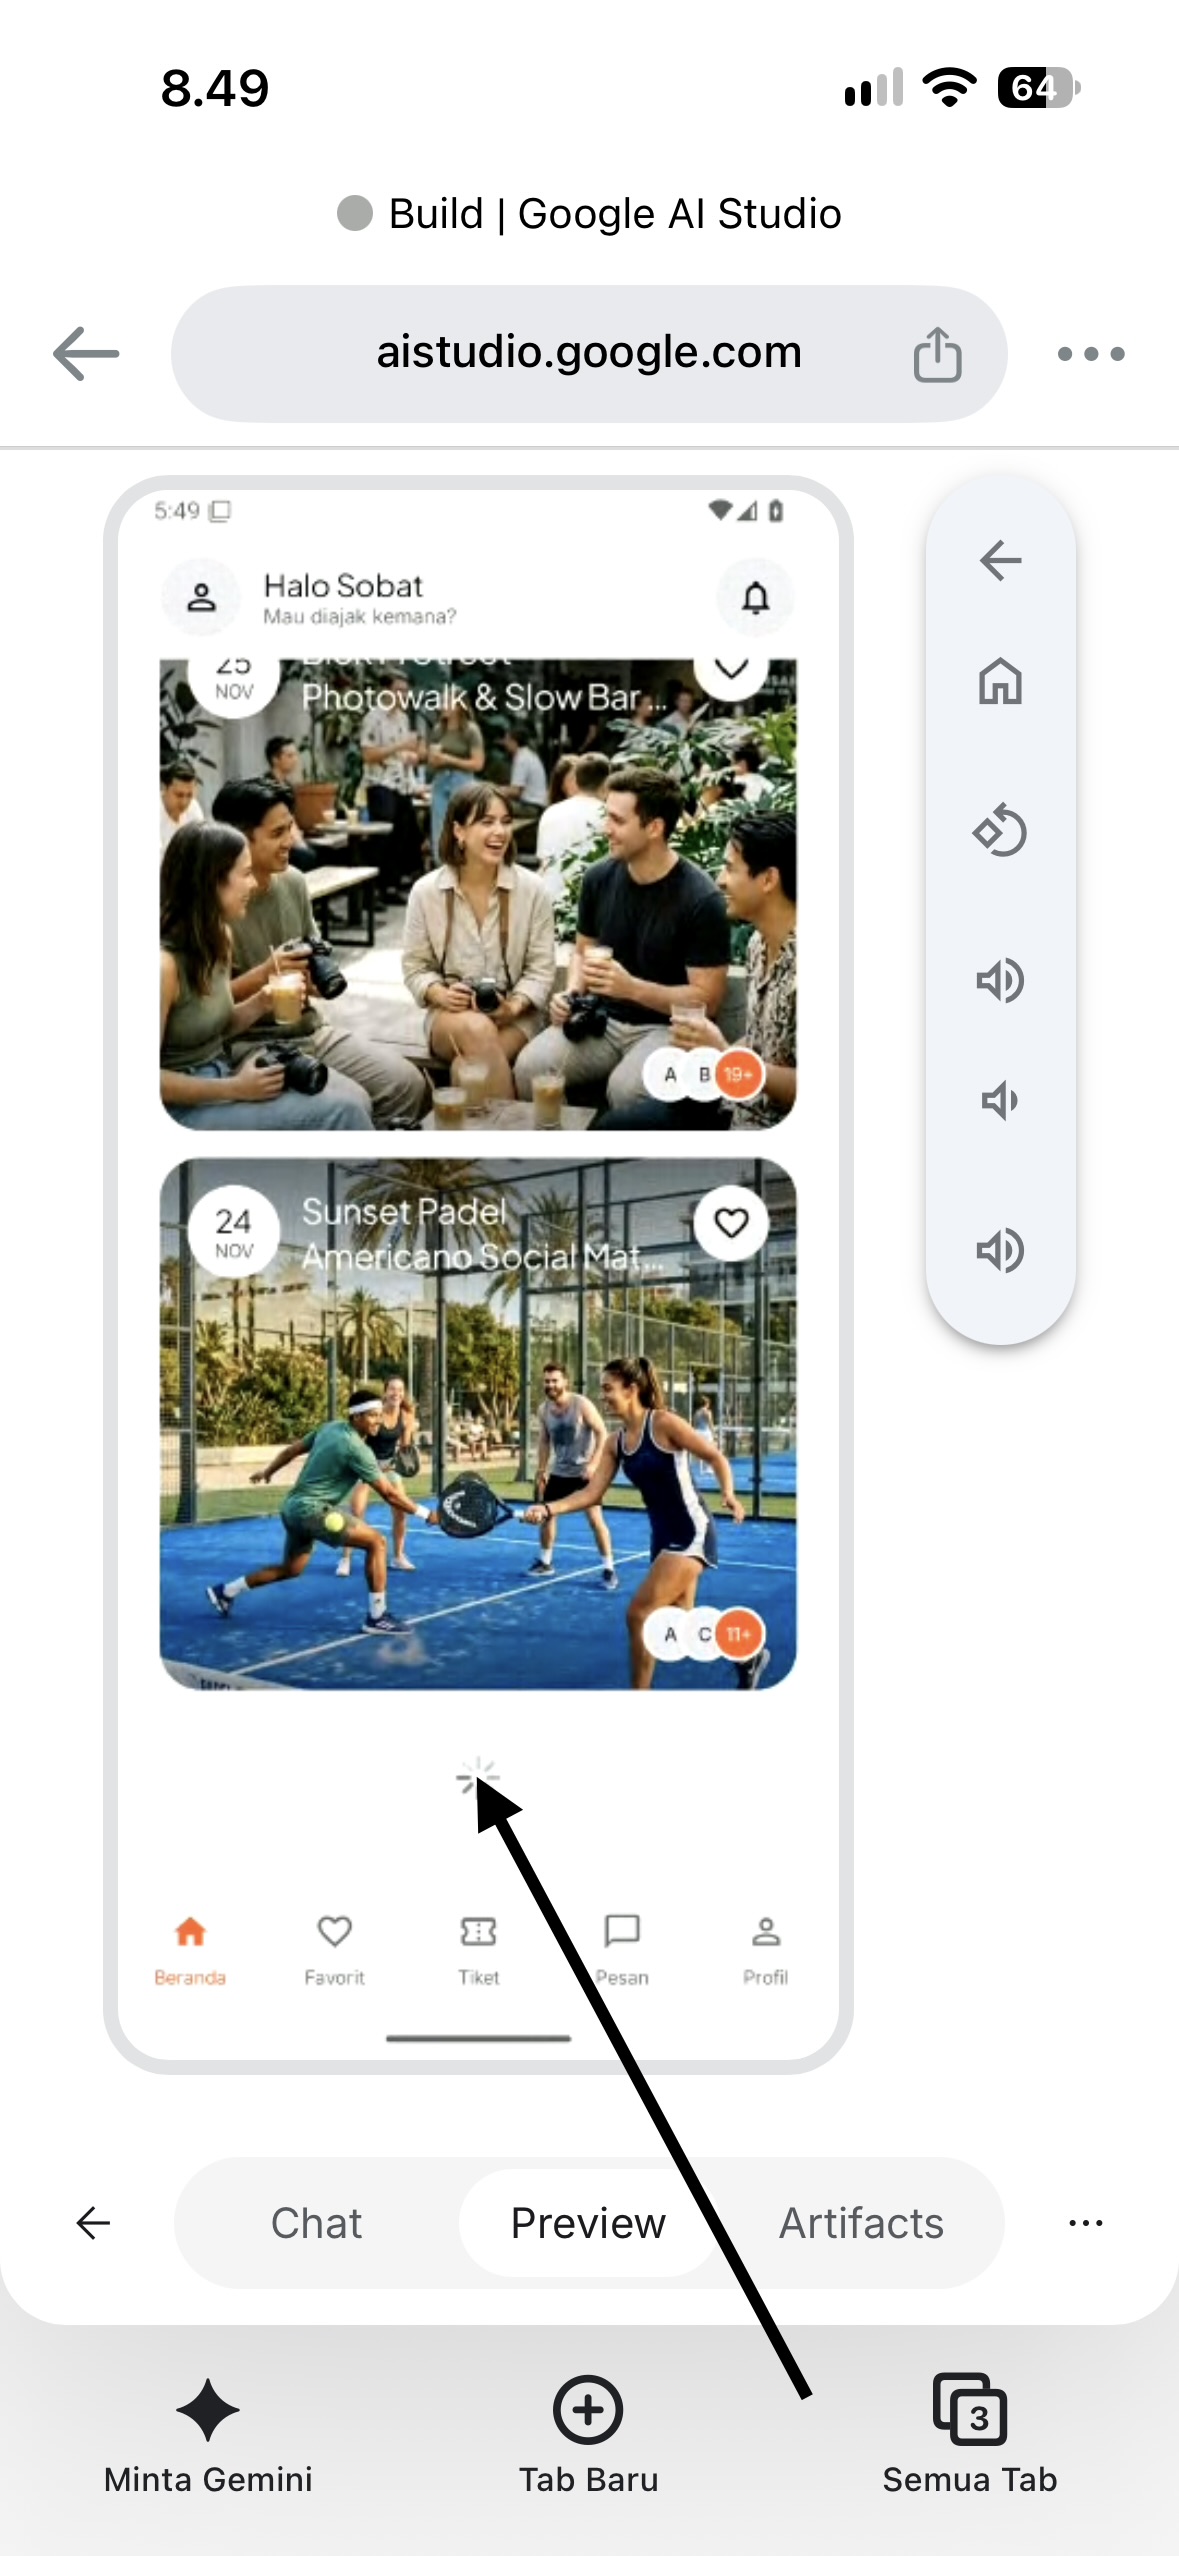 8.49
64
Build | Google AI Studio
aistudio.google.com
5:49
Halo Sobat
Mau diajak kemana?
25
NOV
Photowalk & Slow Bar...
A B 19+
24
NOV
Sunset Padel
Americano Social Mat...
A C 11+
Beranda
Favorit
Tiket
Pesan
Profil
Chat
Preview
Artifacts
3
Minta Gemini
Tab Baru
Semua Tab